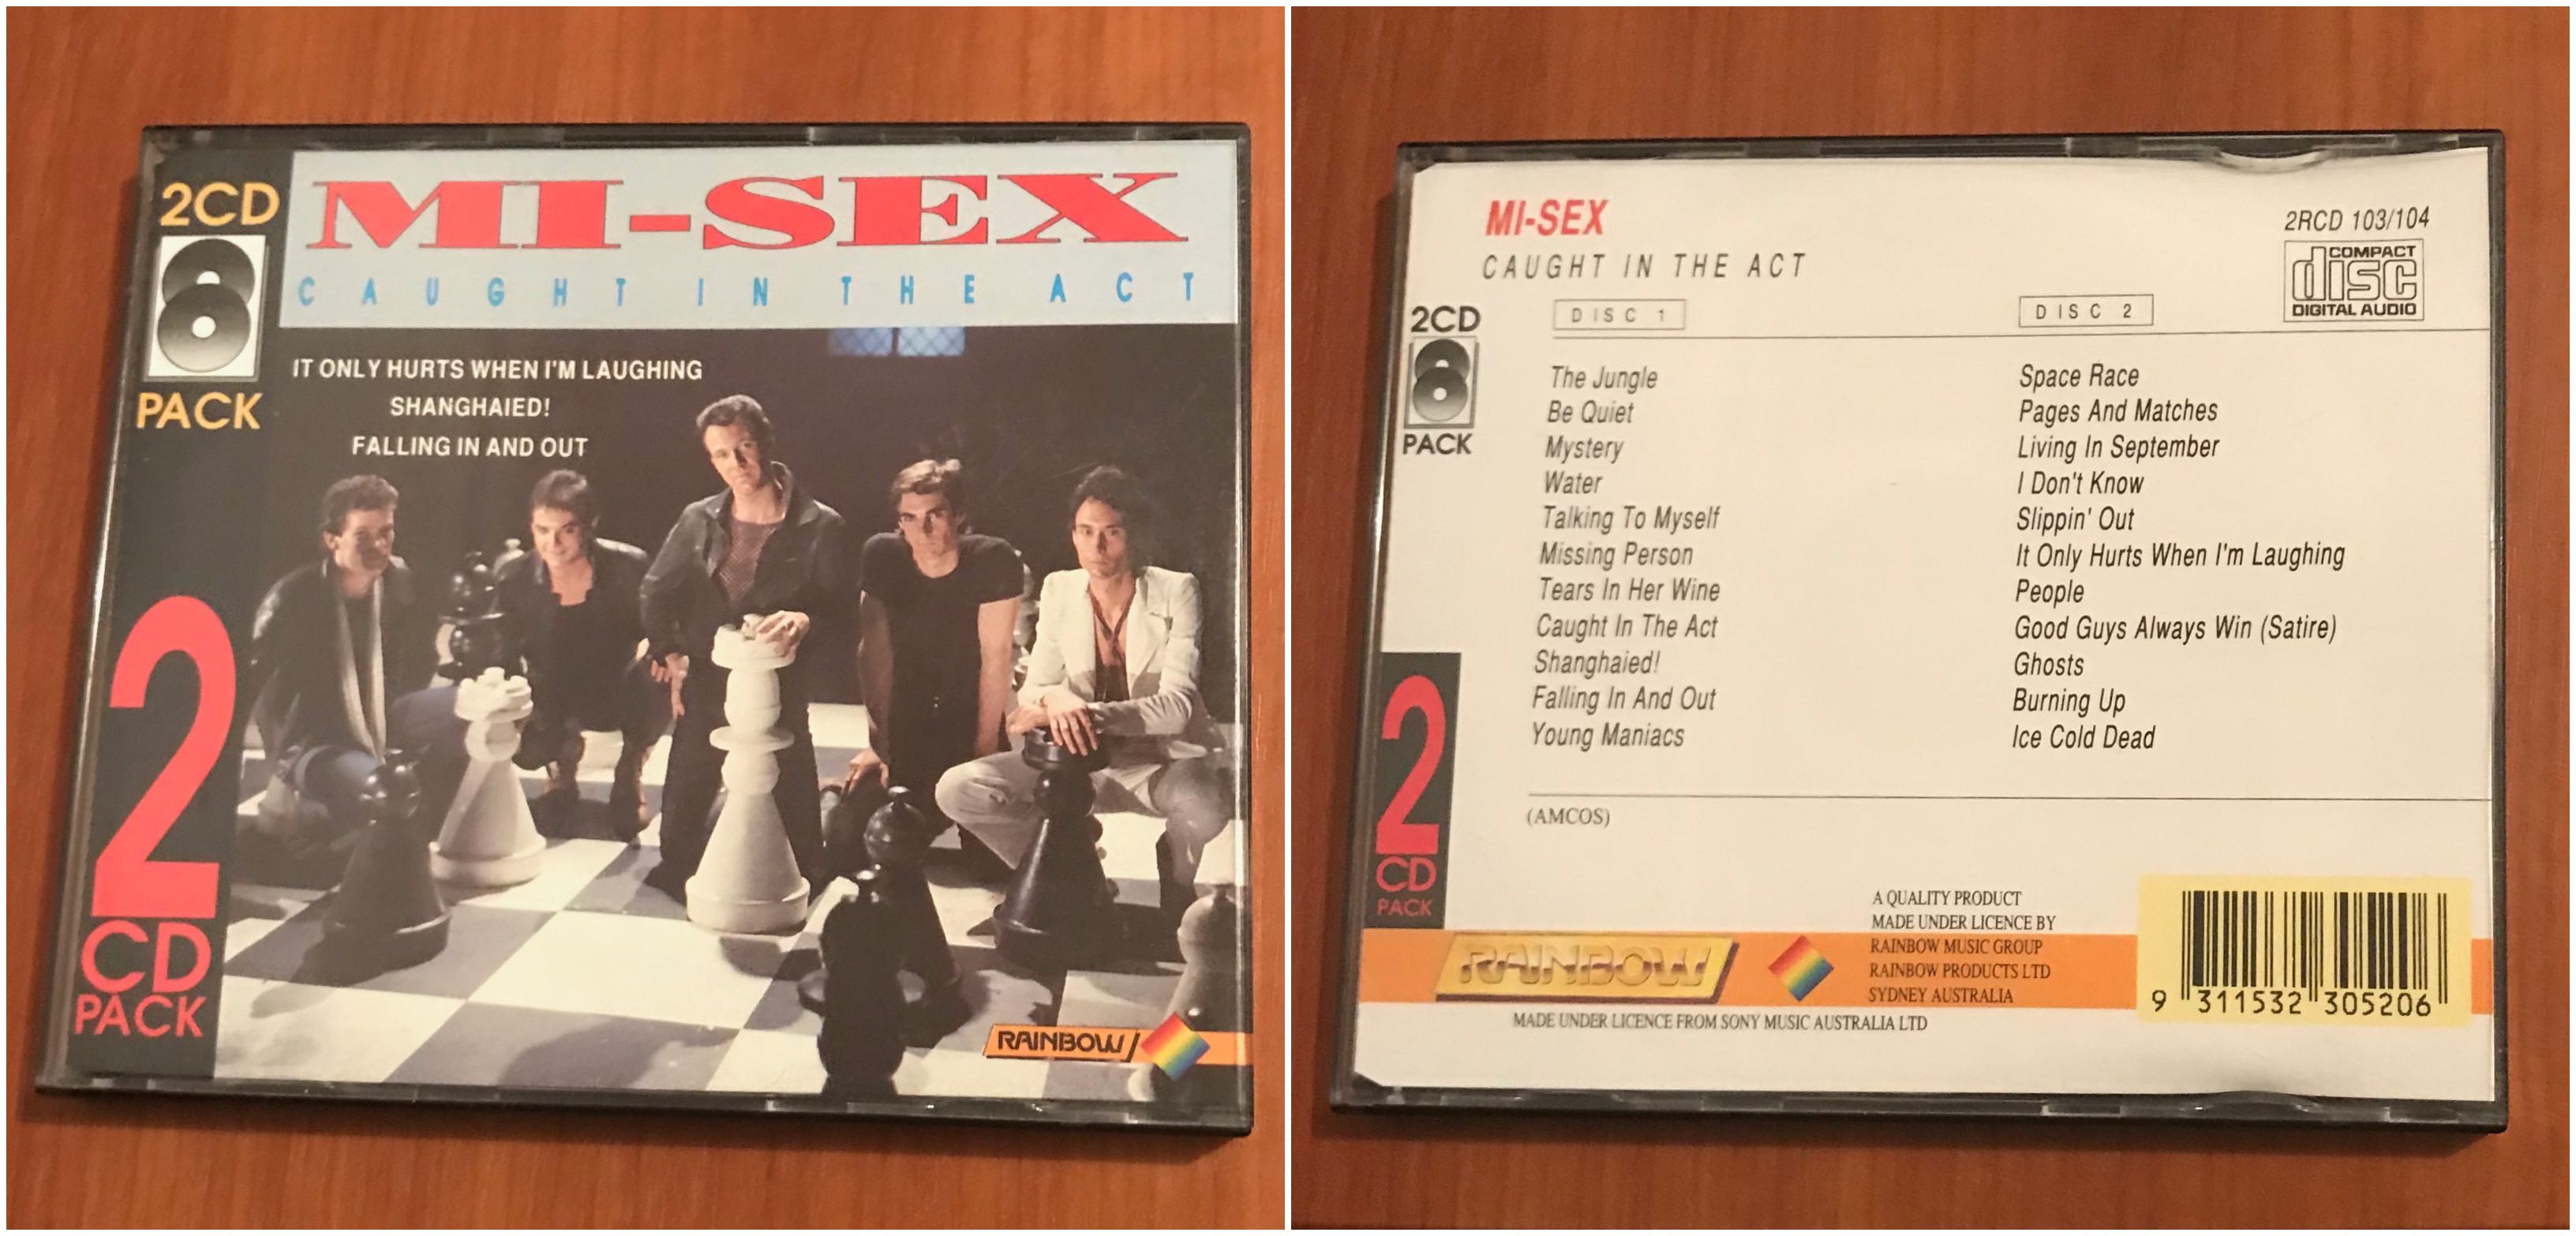 2CD
PACK
MI-SEX
CAUGHT IN THE ACT
IT ONLY HURTS WHEN I'M LAUGHING
SHANGHAIED!
FALLING IN AND OUT
2
CD
PACK
RAINBOW
MI-SEX
CAUGHT IN THE ACT
2RCD 103/104
COMPACT
disc
DIGITAL AUDIO
2CD
PACK
DISC 1
The Jungle
Be Quiet
Mystery
Water
Talking To Myself
Missing Person
Tears In Her Wine
Caught In The Act
Shanghaied!
Falling In And Out
Young Maniacs
DISC 2
Space Race
Pages And Matches
Living In September
I Don't Know
Slippin' Out
It Only Hurts When I'm Laughing
People
Good Guys Always Win (Satire)
Ghosts
Burning Up
Ice Cold Dead
2
CD
PACK
(AMCOS)
RAINBOW
A QUALITY PRODUCT
MADE UNDER LICENCE BY
RAINBOW MUSIC GROUP
RAINBOW PRODUCTS LTD
SYDNEY AUSTRALIA
MADE UNDER LICENCE FROM SONY MUSIC AUSTRALIA LTD
9 311532 305206